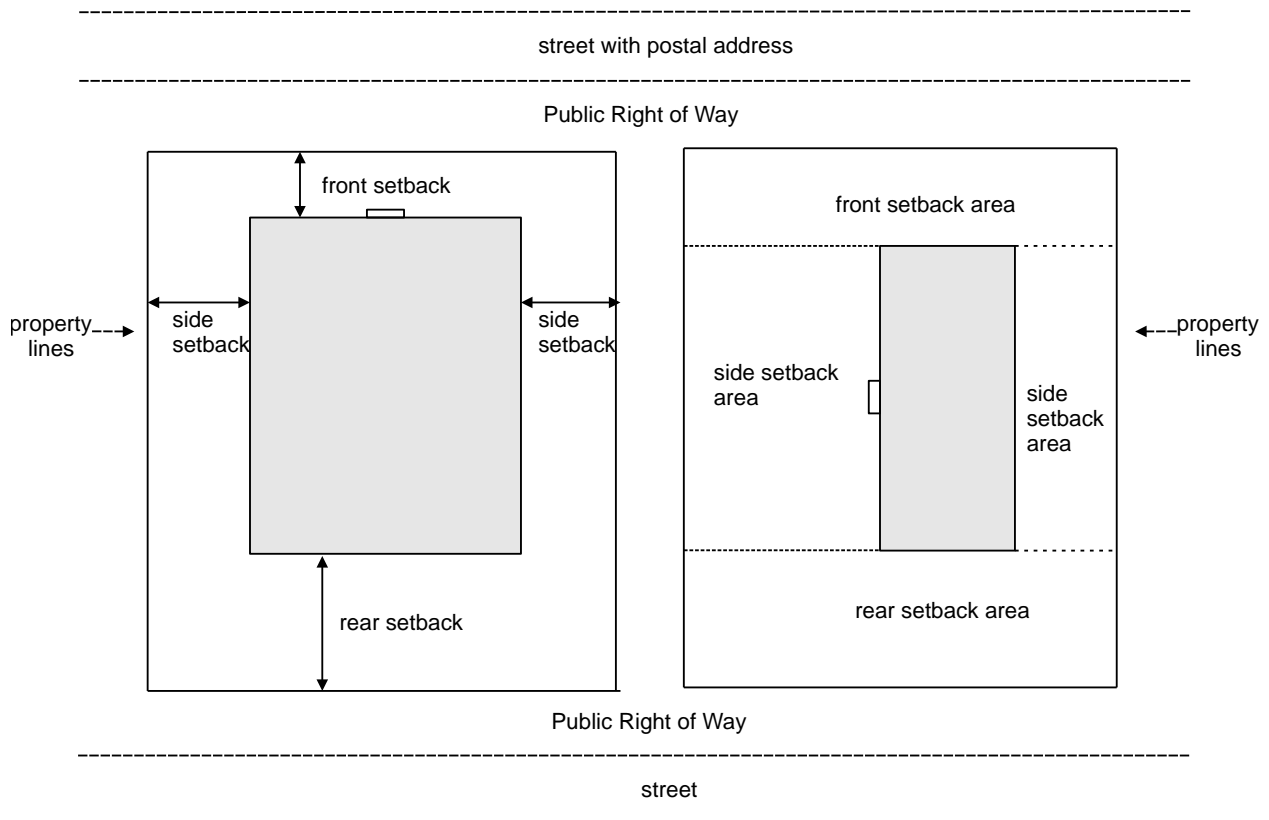 street with postal address
Public Right of Way
front setback
front setback area
side
setback
side
setback
property
lines
property
lines
side setback
area
side
setback
area
rear setback
rear setback area
Public Right of Way
street